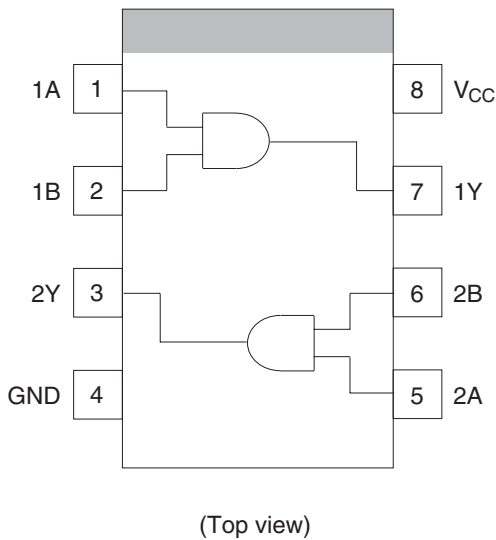 1A 1 8 VCC
1B 2 7 1Y
2Y 3 6 2B
GND 4 5 2A
(Top view)